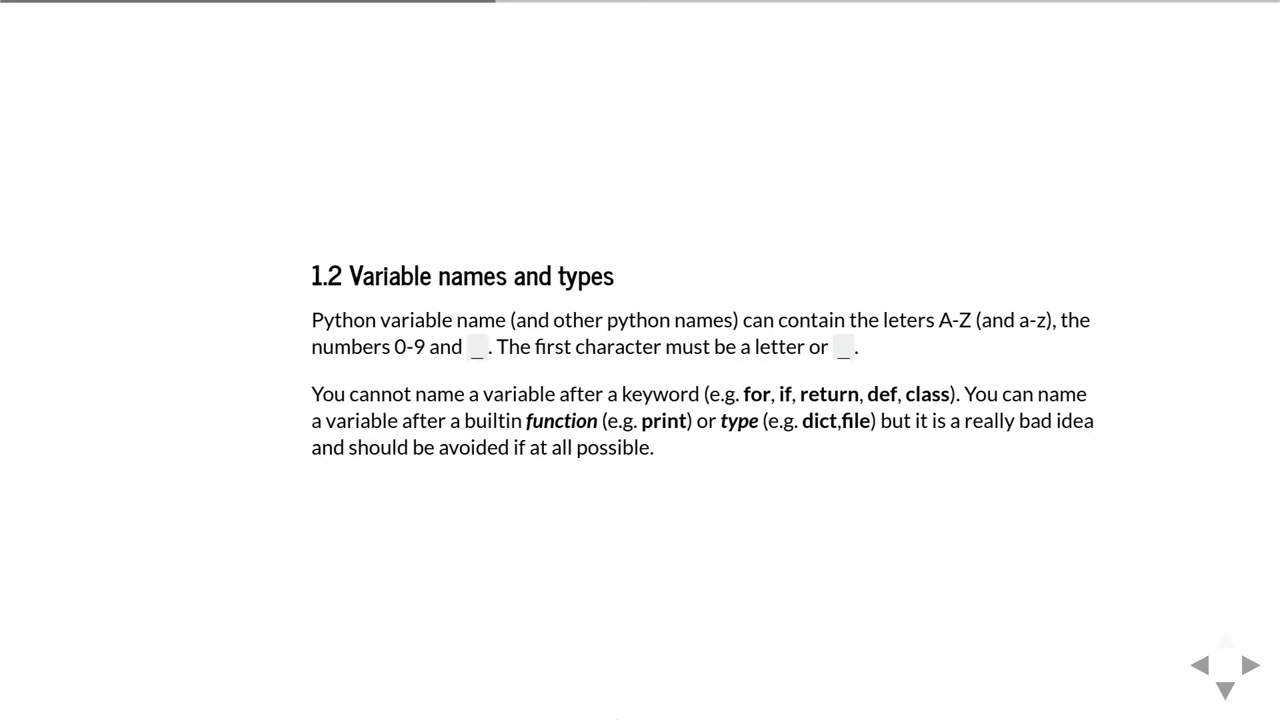 1.2 Variable names and types
Python variable name (and other python names) can contain the leters A-Z (and a-z), the
numbers 0-9 and _. The first character must be a letter or _.
You cannot name a variable after a keyword (e.g. for, if, return, def, class). You can name
a variable after a builtin function (e.g. print) or type (e.g. dict,file) but it is a really bad idea
and should be avoided if at all possible.